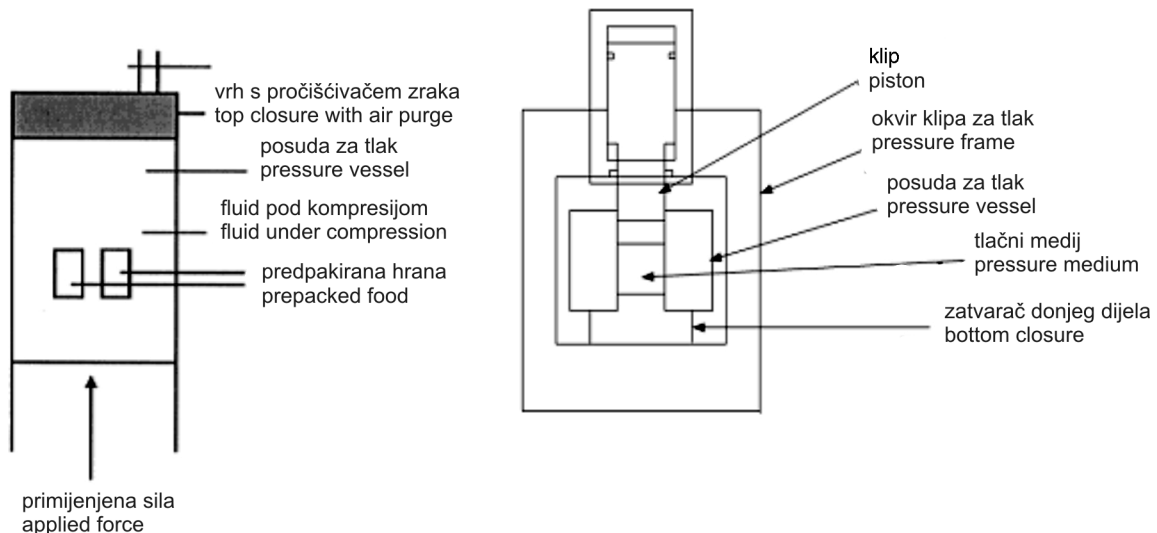 vrh s pročišćivačem zraka
top closure with air purge
posuda za tlak
pressure vessel
fluid pod kompresijom
fluid under compression
predpakirana hrana
prepacked food
primijenjena sila
applied force
klip
piston
okvir klipa za tlak
pressure frame
posuda za tlak
pressure vessel
tlačni medij
pressure medium
zatvarač donjeg dijela
bottom closure